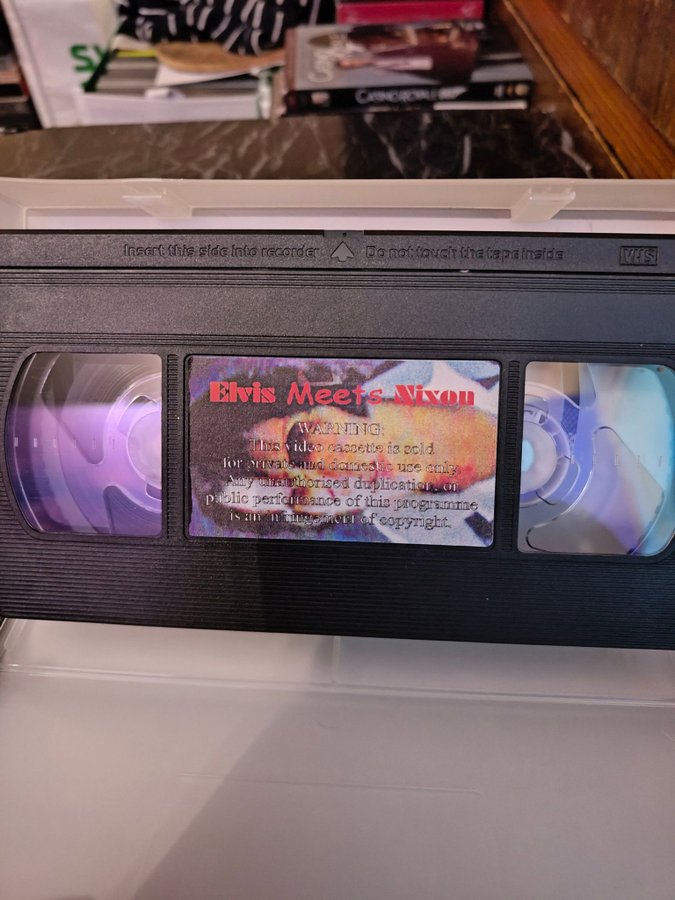 SY
CASINO ROYALE
Insert this side into recorder Do not touch the tape inside VHS
Elvis Meets Nixon
WARNING:
This video cassette is sold
for private and domestic use only.
Any unauthorised duplication, or
public performance of this programme
is an infringement of copyright.